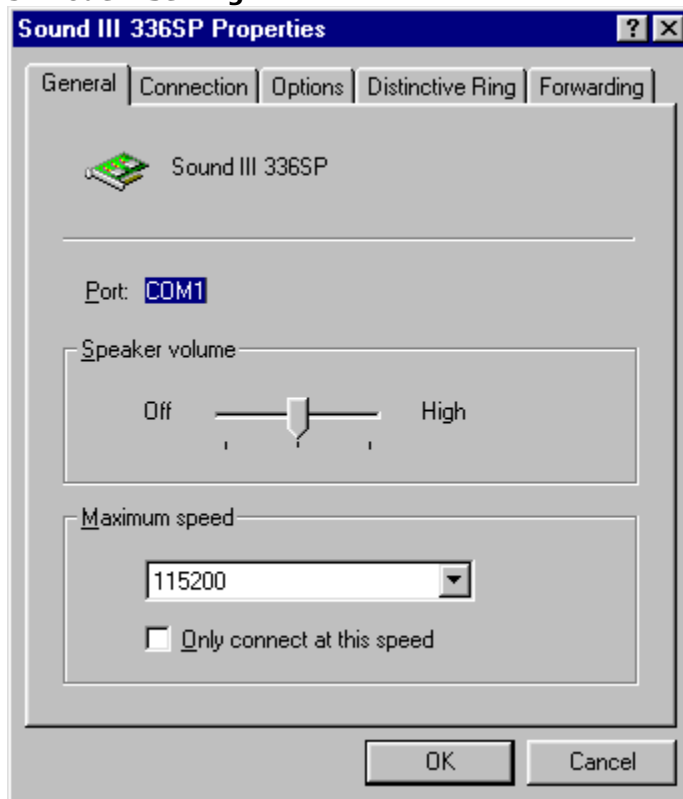 Sound III 336SP Properties
General Connection Options Distinctive Ring Forwarding
Sound III 336SP
Port: COM1
Speaker volume
Off High
Maximum speed
115200
Only connect at this speed
OK Cancel